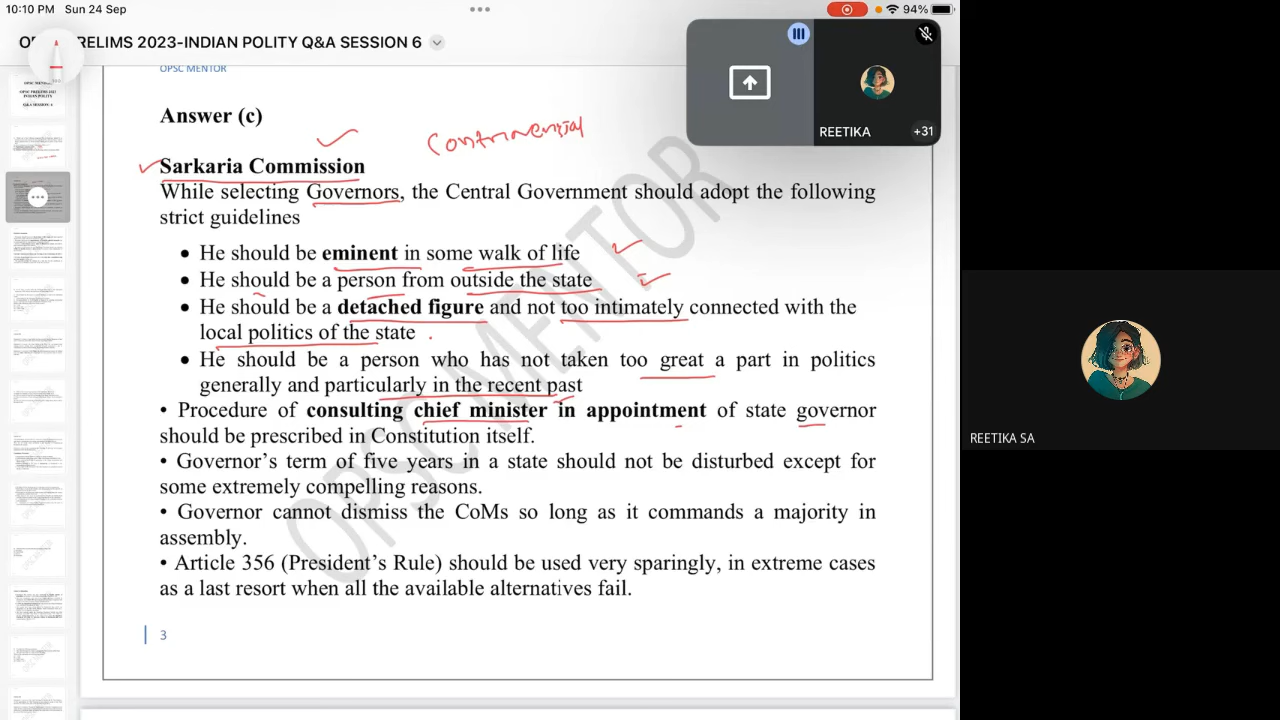 10:10 PM Sun 24 Sep
94%
RELIMS 2023-INDIAN POLITY Q&A SESSION 6
OPSC MENTOR
REETIKA
+31
Answer (c)
Sarkaria Commission
While selecting Governors, the Central Government should adopt the following
strict guidelines
He should be eminent in some walk of life
• He should be a person from outside the state
He should be a detached figure and not too intimately connected with the
local politics of the state
• He should be a person who has not taken too great a part in politics
generally and particularly in the recent past
• Procedure of consulting chief minister in appointment of state governor
should be prescribed in Constitution itself.
• Governor's term of five years in a state should not be disturbed except for
some extremely compelling reasons.
• Governor cannot dismiss the CoMs so long as it commands a majority in
assembly.
• Article 356 (President's Rule) should be used very sparingly, in extreme cases
as a last resort when all the available alternatives fail.
3
OPSC MENTOR
REETIKA SA